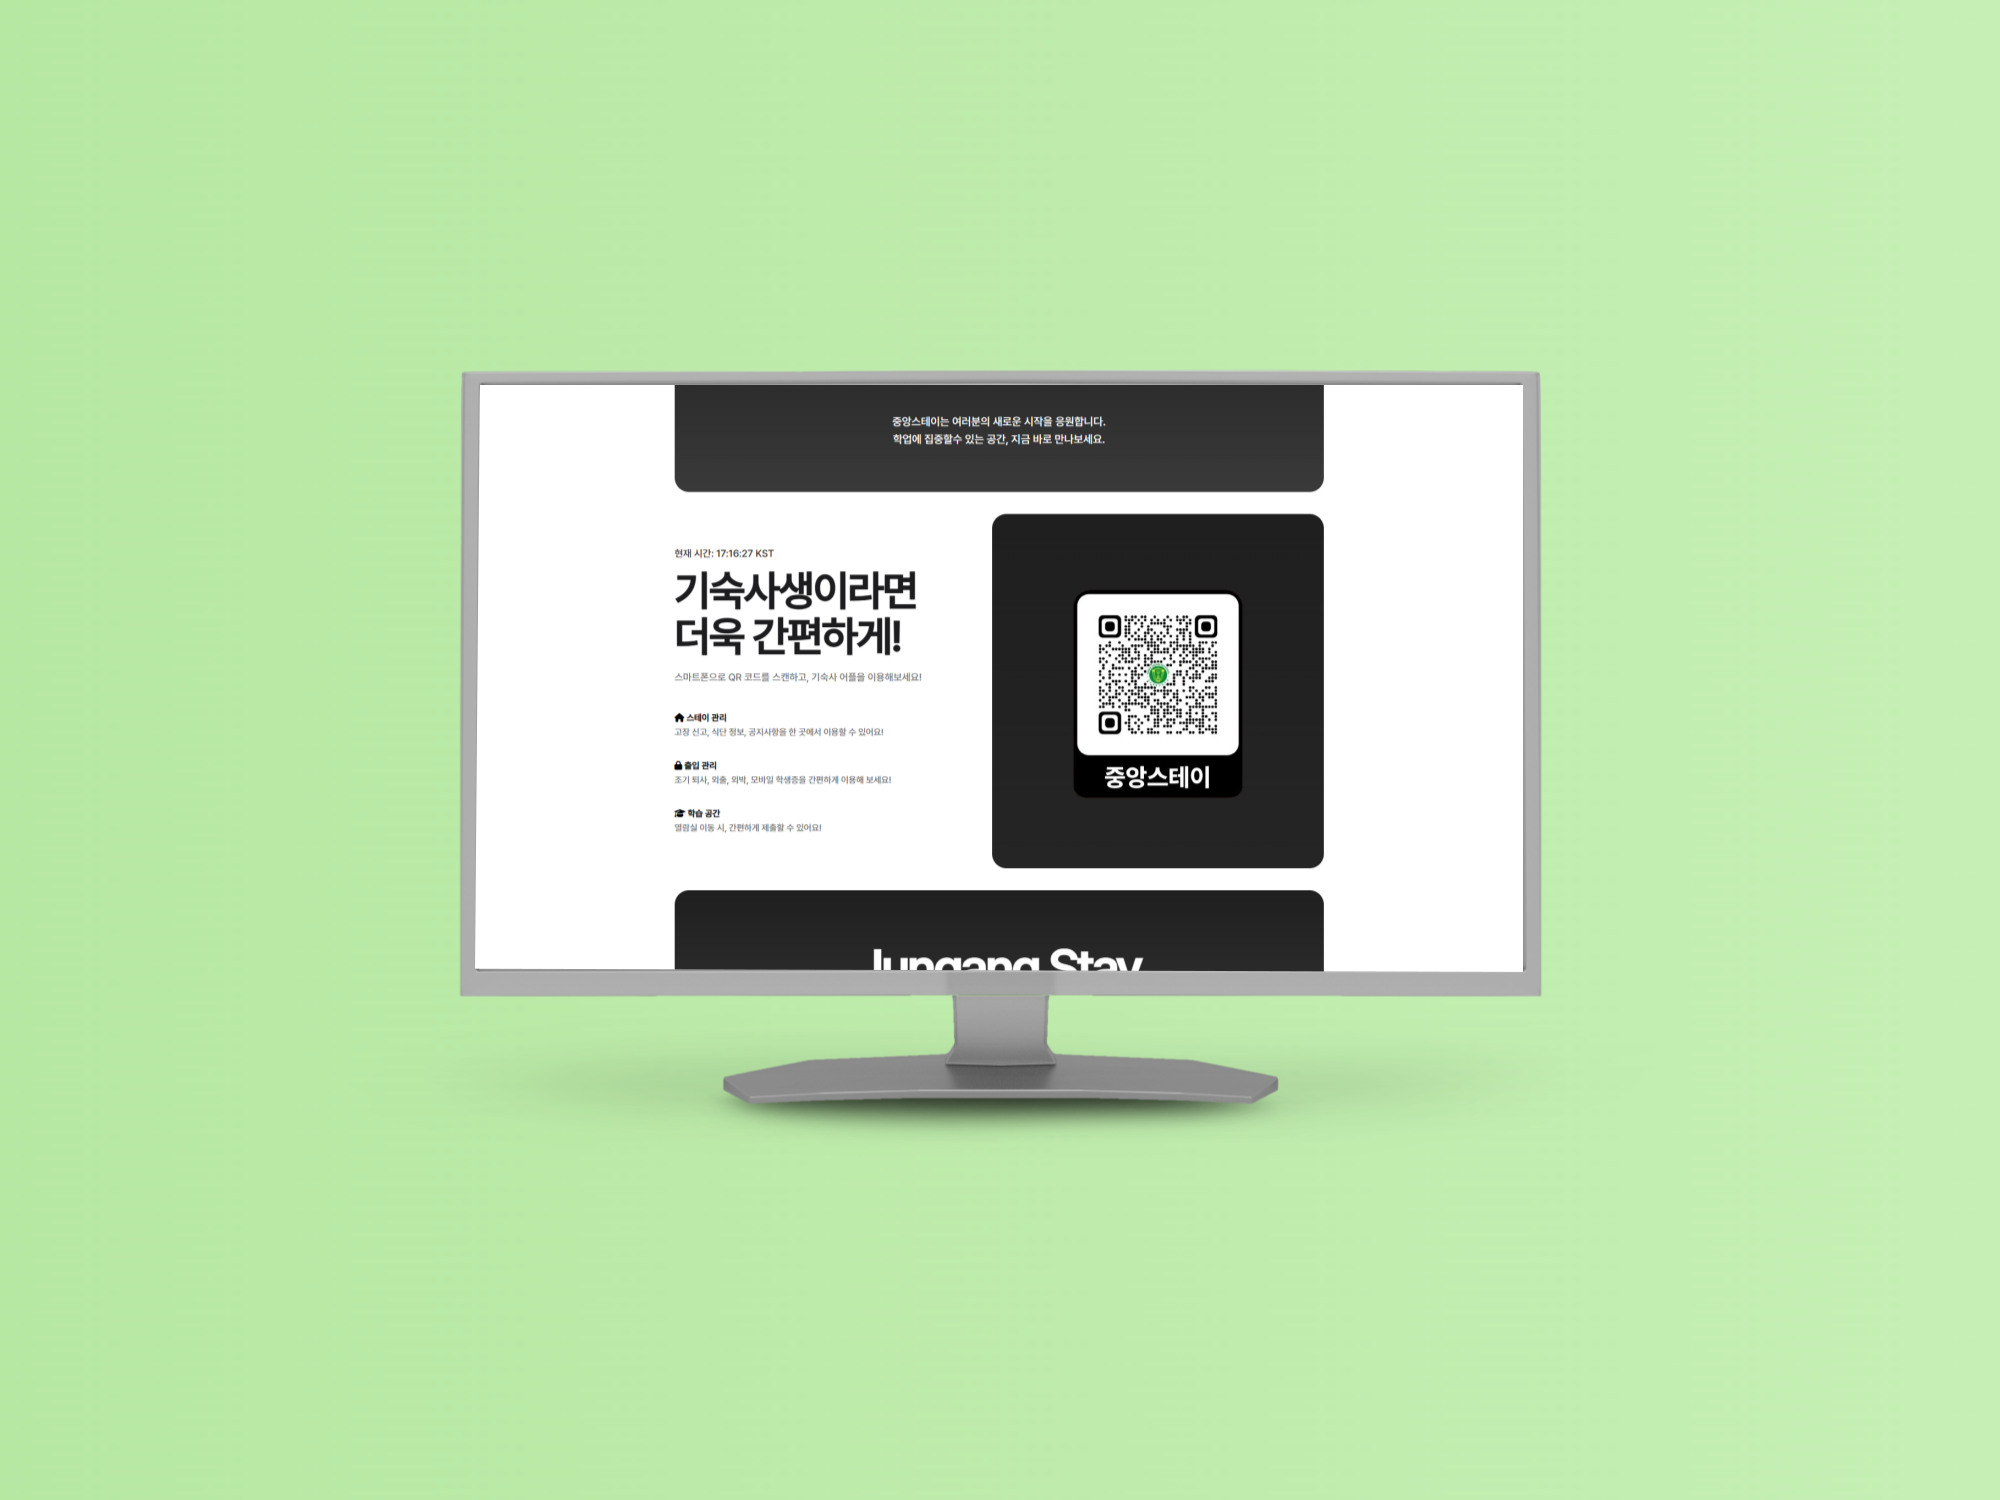 중앙스테이는 여러분의 새로운 시작을 응원합니다.
학업에 집중할수 있는 공간, 지금 바로 만나보세요.
현재 시간: 17:16:27 KST
기숙사생이라면
더욱 간편하게!
스마트폰으로 QR 코드를 스캔하고, 기숙사 어플을 이용해보세요!
스테이 관리
고장 신고, 식단 정보, 공지사항을 한 곳에서 이용할 수 있어요!
출입 관리
조기 퇴사, 외출, 외박, 모바일 학생증을 간편하게 이용해 보세요!
학습 공간
열람실 이동 시, 간편하게 제출할 수 있어요!
중앙스테이
Jungang Stay